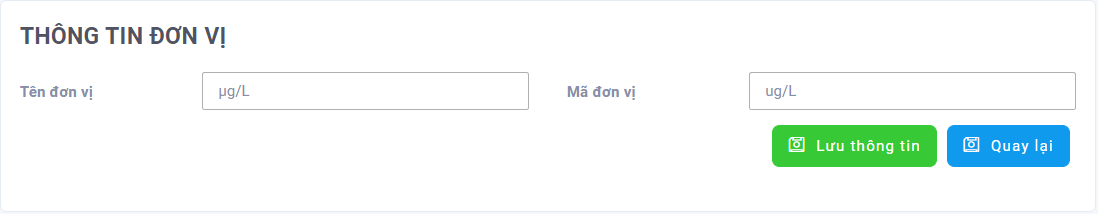 THÔNG TIN ĐƠN VỊ
Tên đơn vị µg/L Mã đơn vị ug/L
Lưu thông tin Quay lại